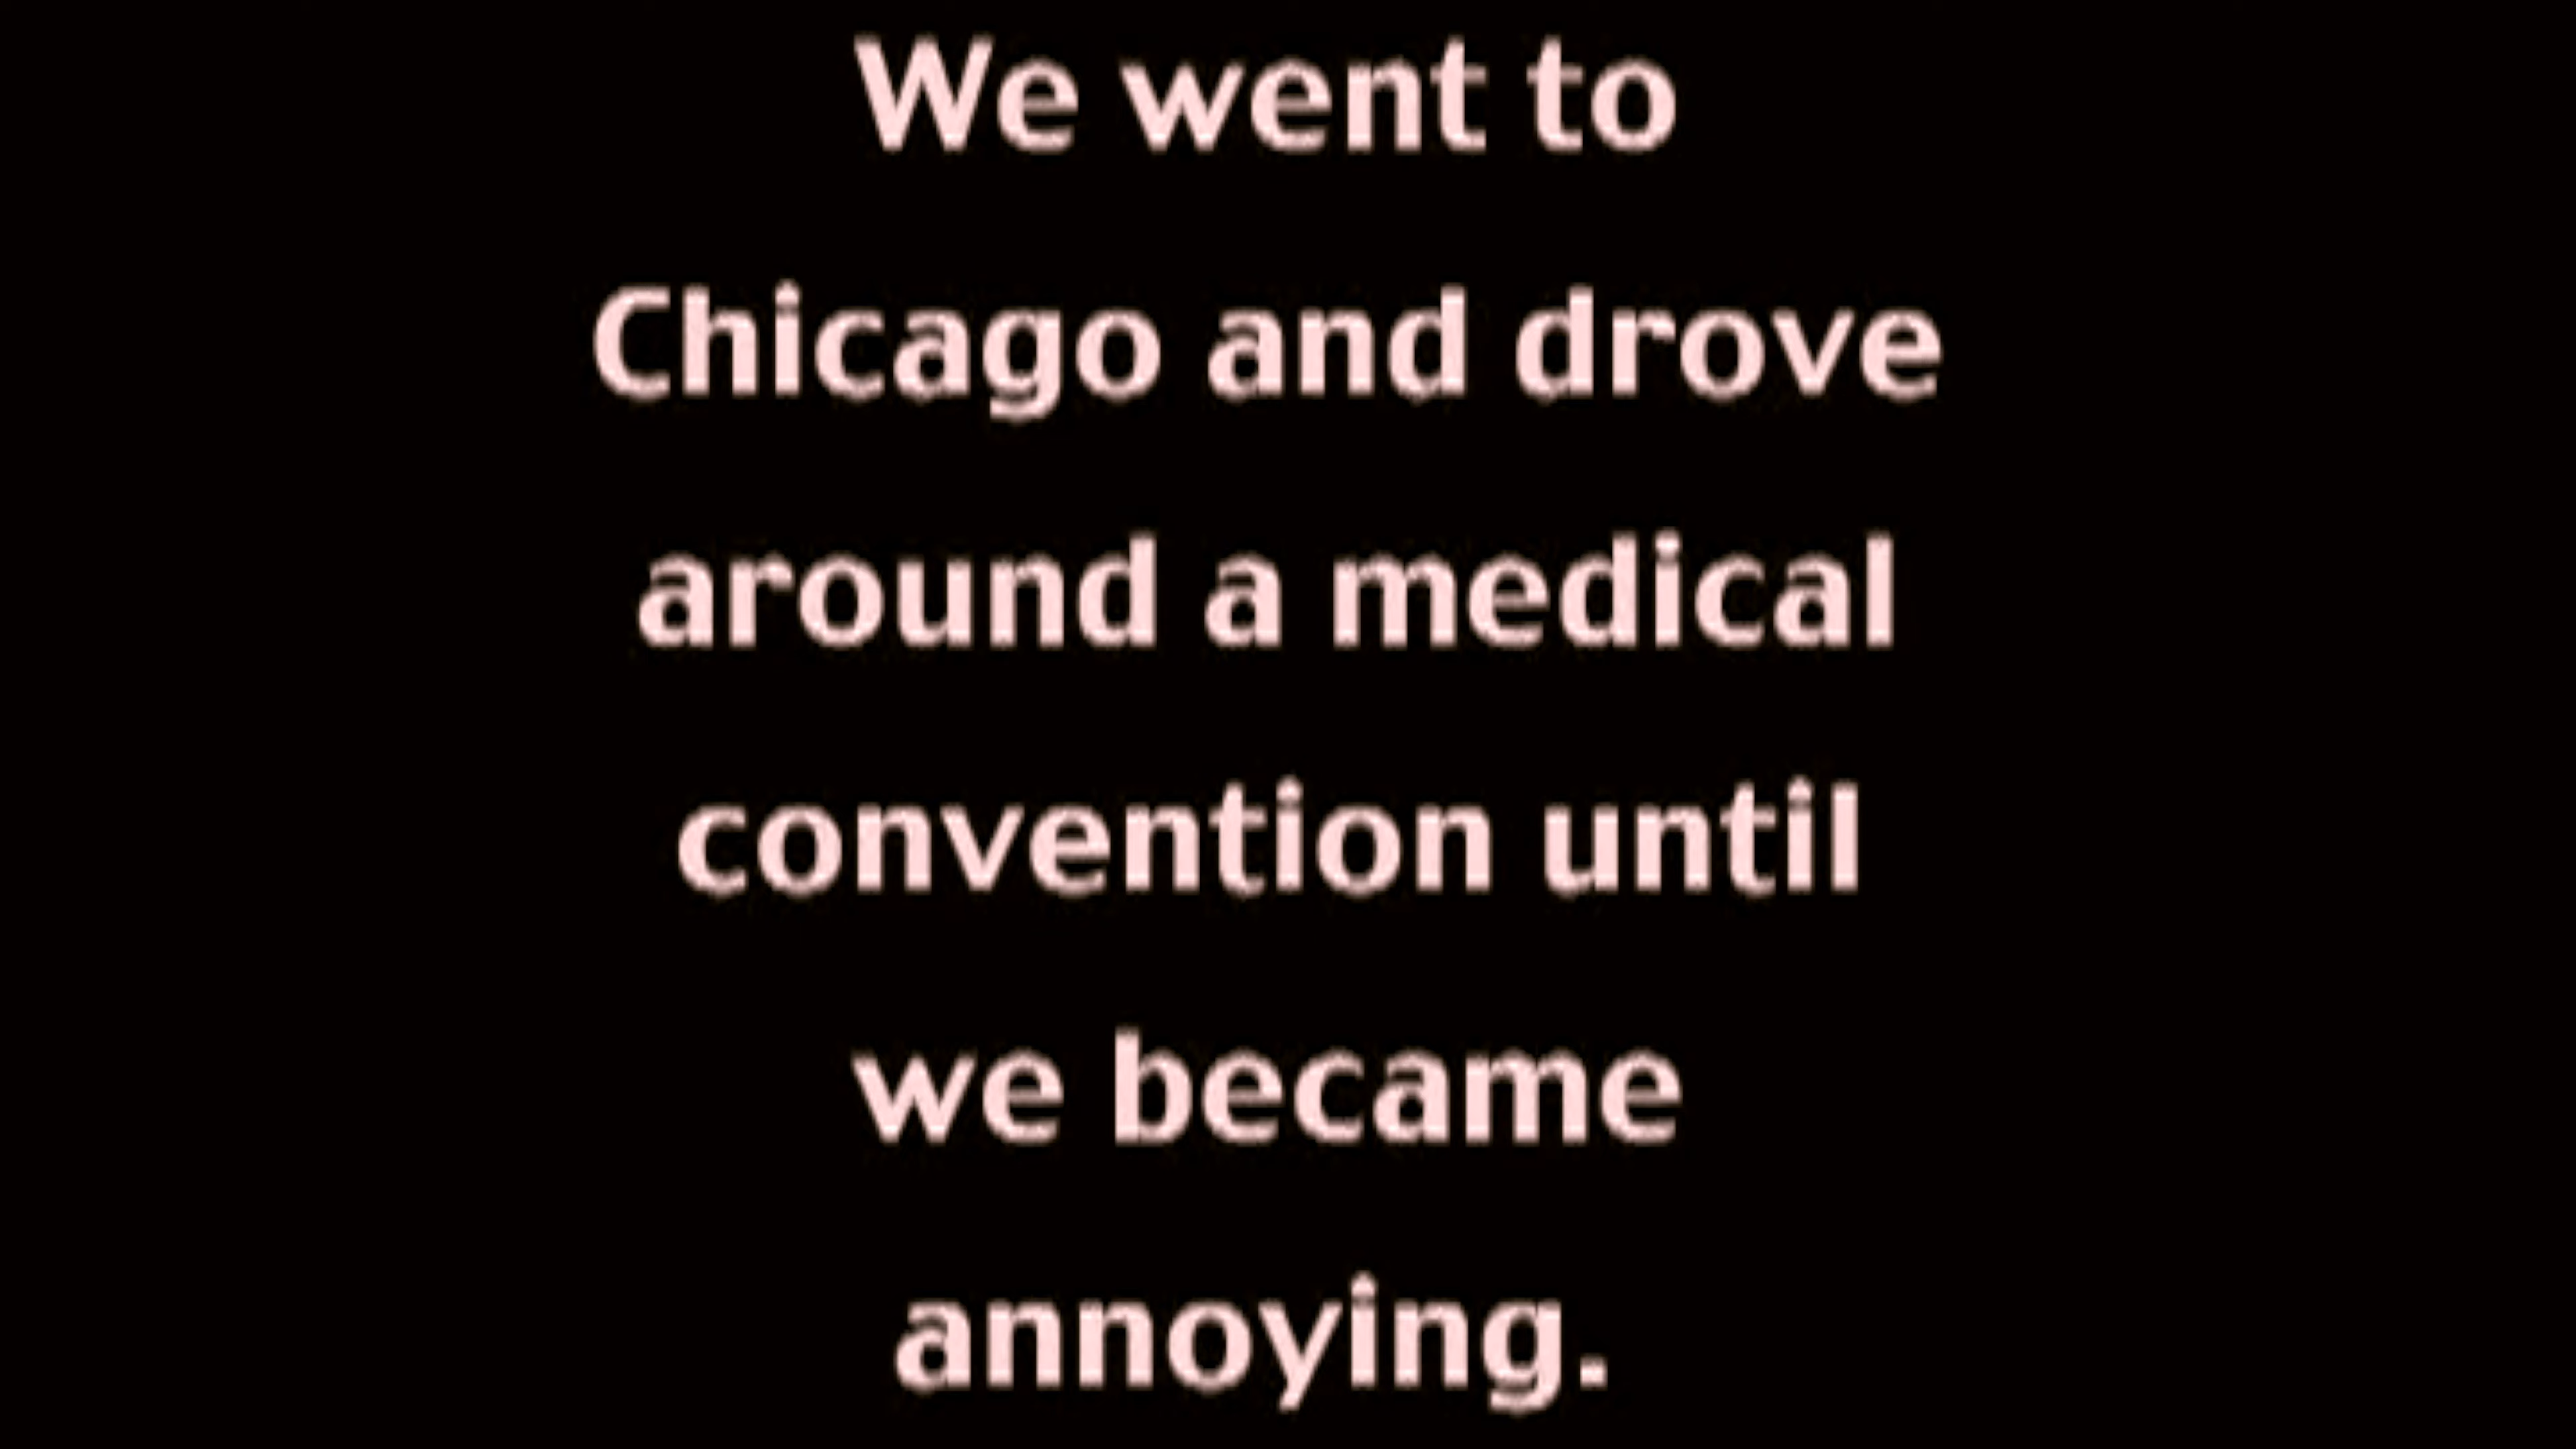 We went to
Chicago and drove
around a medical
convention until
we became
annoying.